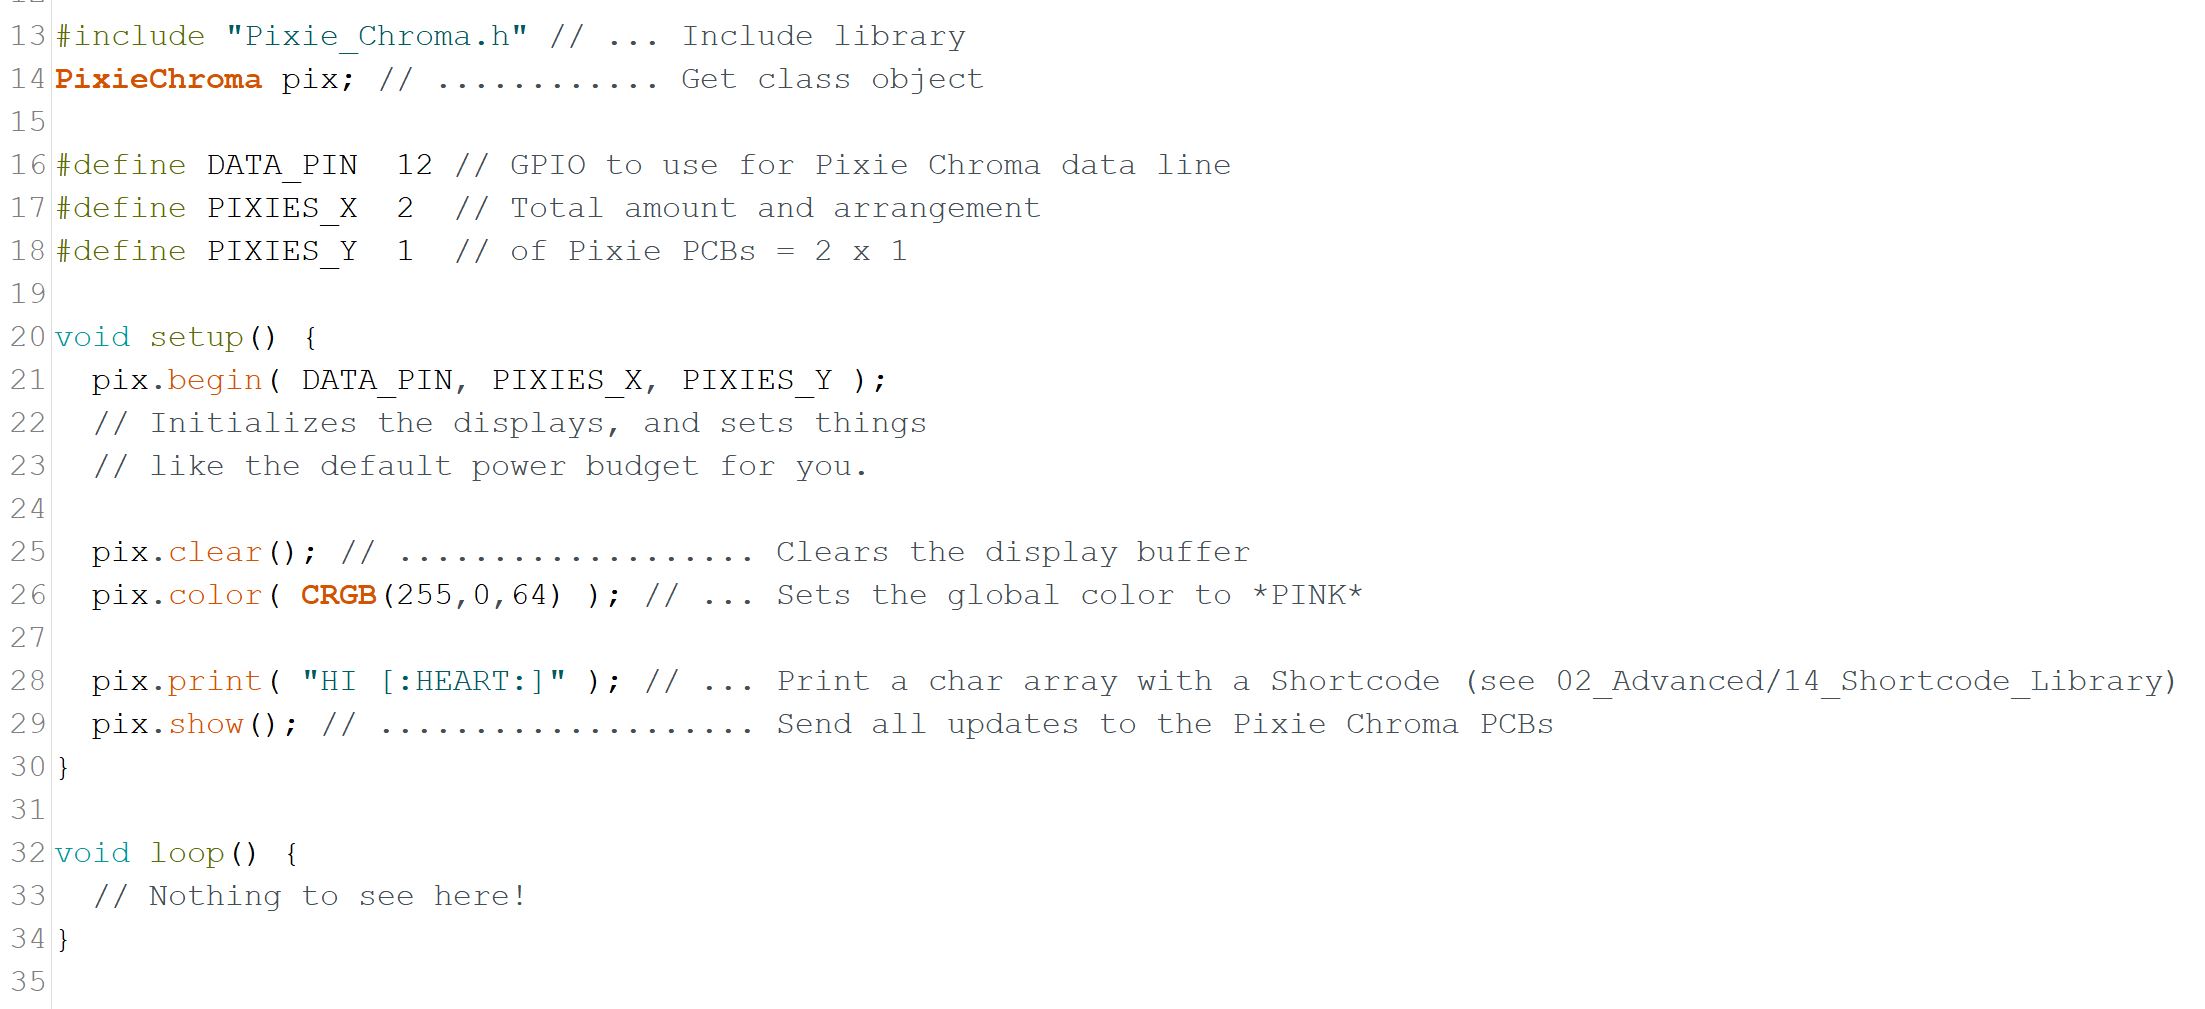 13 #include "Pixie_Chroma.h" // ... Include library
14 PixieChroma pix; // ............ Get class object
15
16 #define DATA_PIN  12 // GPIO to use for Pixie Chroma data line
17 #define PIXIES_X  2  // Total amount and arrangement
18 #define PIXIES_Y  1  // of Pixie PCBs = 2 x 1
19
20 void setup() {
21   pix.begin( DATA_PIN, PIXIES_X, PIXIES_Y );
22   // Initializes the displays, and sets things
23   // like the default power budget for you.
24
25   pix.clear(); // ................... Clears the display buffer
26   pix.color( CRGB(255,0,64) ); // ... Sets the global color to *PINK*
27
28   pix.print( "HI [:HEART:]" ); // ... Print a char array with a Shortcode (see 02_Advanced/14_Shortcode_Library)
29   pix.show(); // .................... Send all updates to the Pixie Chroma PCBs
30 }
31
32 void loop() {
33   // Nothing to see here!
34 }
35